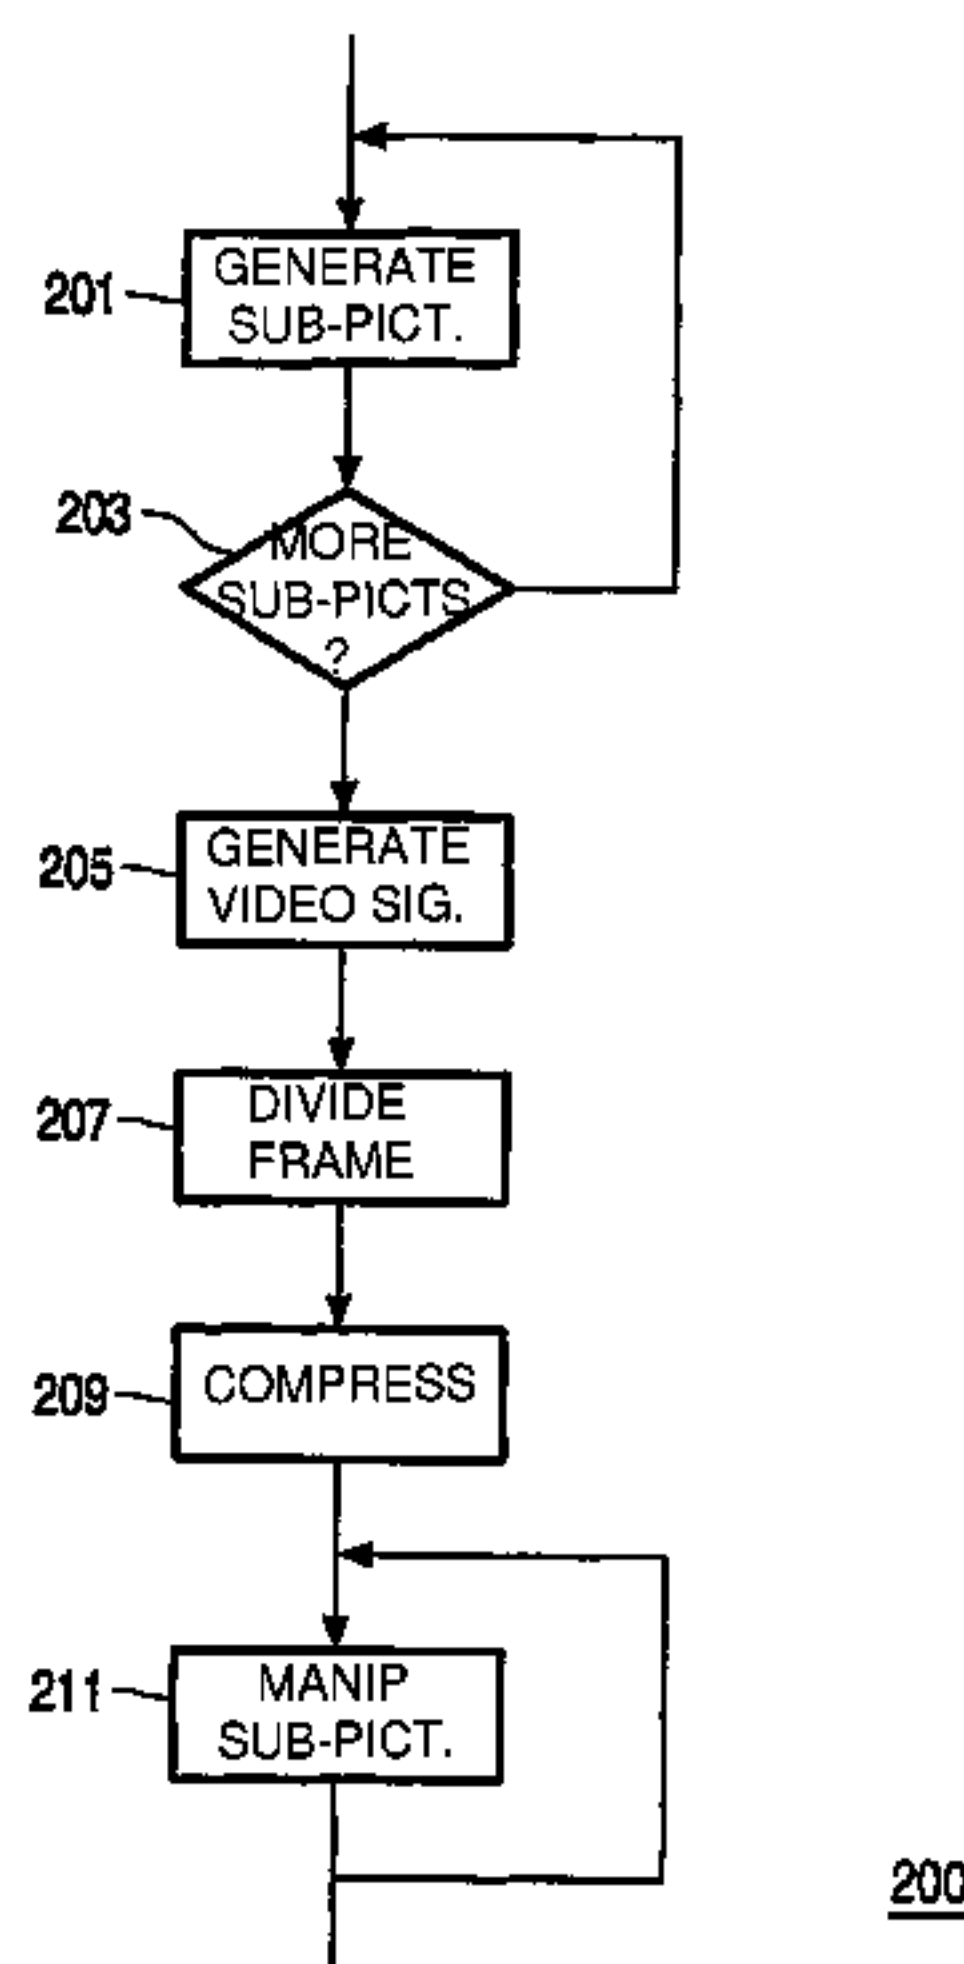 201
GENERATE
SUB-PICT.
203
MORE
SUB-PICTS
?
205
GENERATE
VIDEO SIG.
207
DIVIDE
FRAME
209
COMPRESS
211
MANIP
SUB-PICT.
200